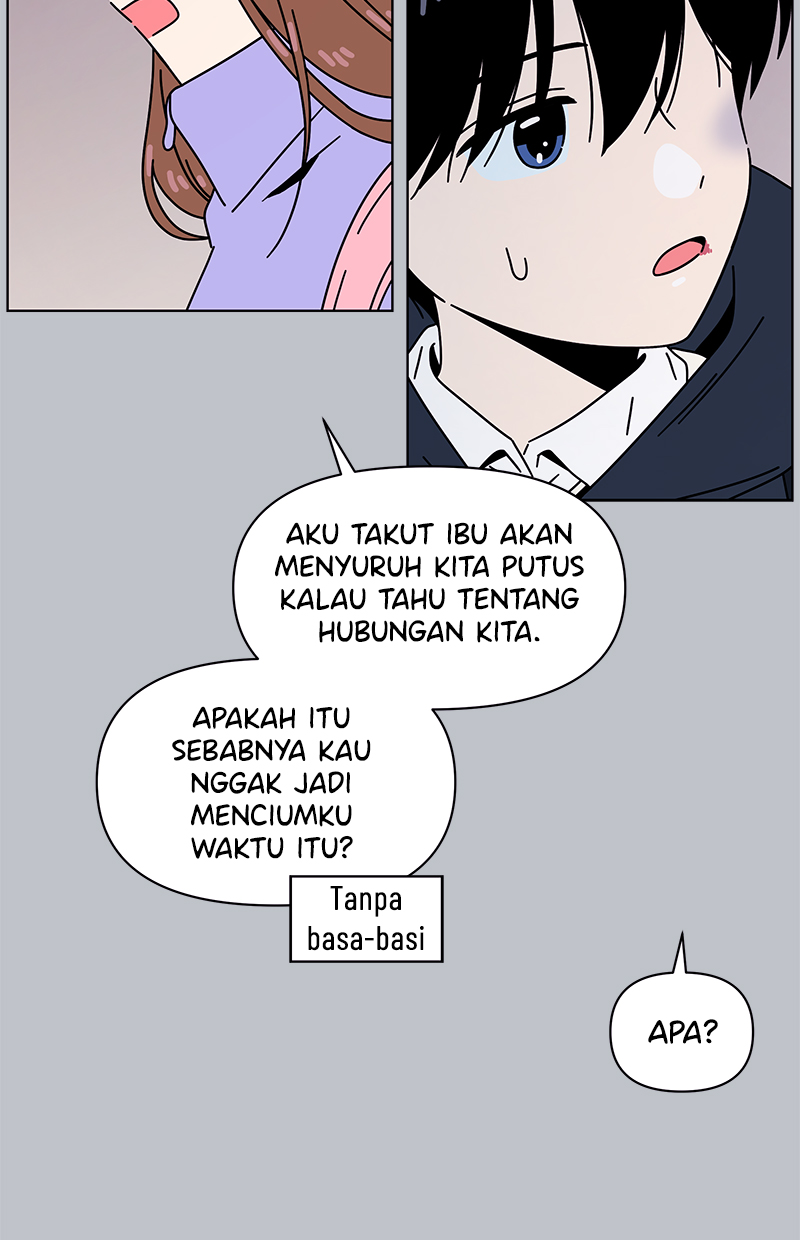 AKU TAKUT IBU AKAN
MENYURUH KITA PUTUS
KALAU TAHU TENTANG
HUBUNGAN KITA.
APAKAH ITU
SEBABNYA KAU
NGGAK JADI
MENCIUMKU
WAKTU ITU?
Tanpa
basa-basi
APA?